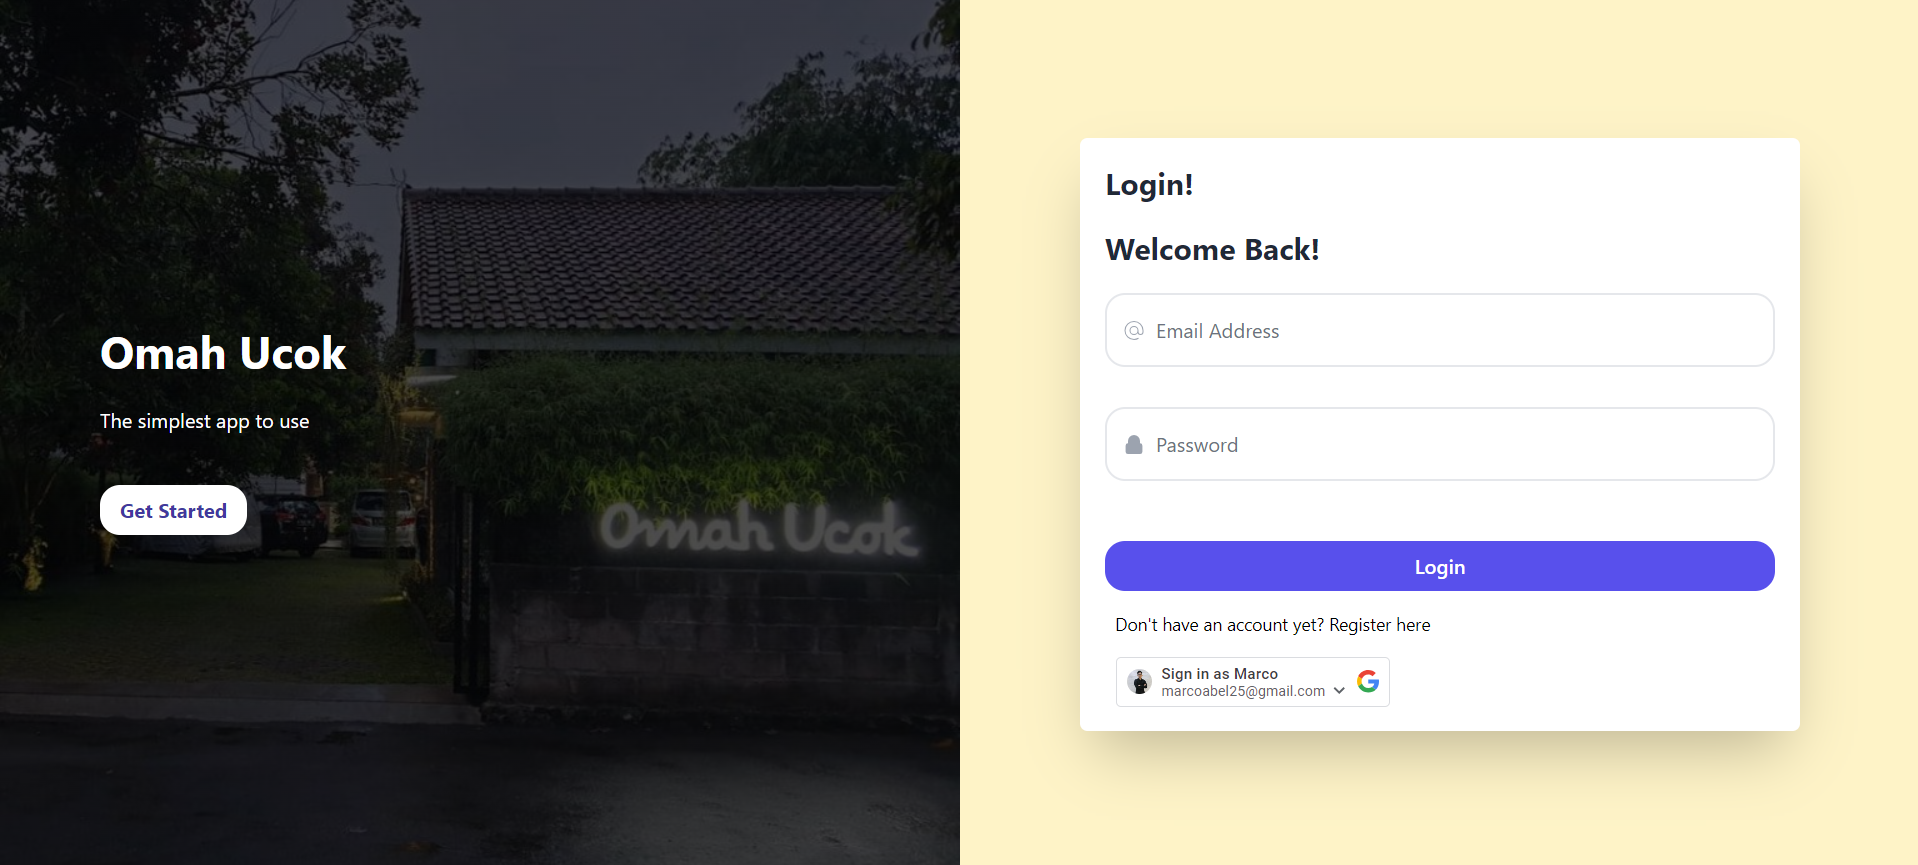 Omah Ucok
The simplest app to use
Get Started
Omah Ucok
Login!
Welcome Back!
Email Address
Password
Login
Don't have an account yet? Register here
Sign in as Marco
marcoabel25@gmail.com